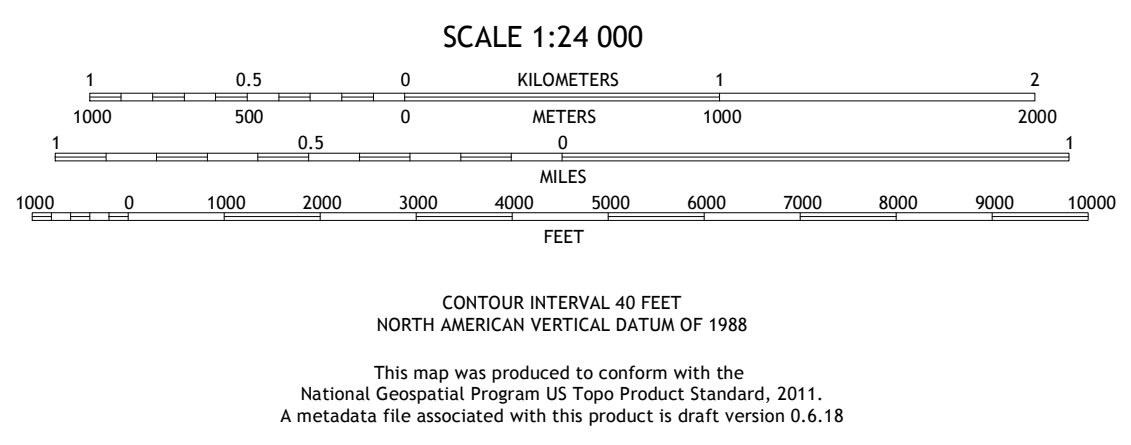 SCALE 1:24 000
1 0.5 0 KILOMETERS 1 2
1000 500 0 METERS 1000 2000
1 0.5 0 1
MILES
1000 0 1000 2000 3000 4000 5000 6000 7000 8000 9000 10000
FEET
CONTOUR INTERVAL 40 FEET
NORTH AMERICAN VERTICAL DATUM OF 1988
This map was produced to conform with the
National Geospatial Program US Topo Product Standard, 2011.
A metadata file associated with this product is draft version 0.6.18